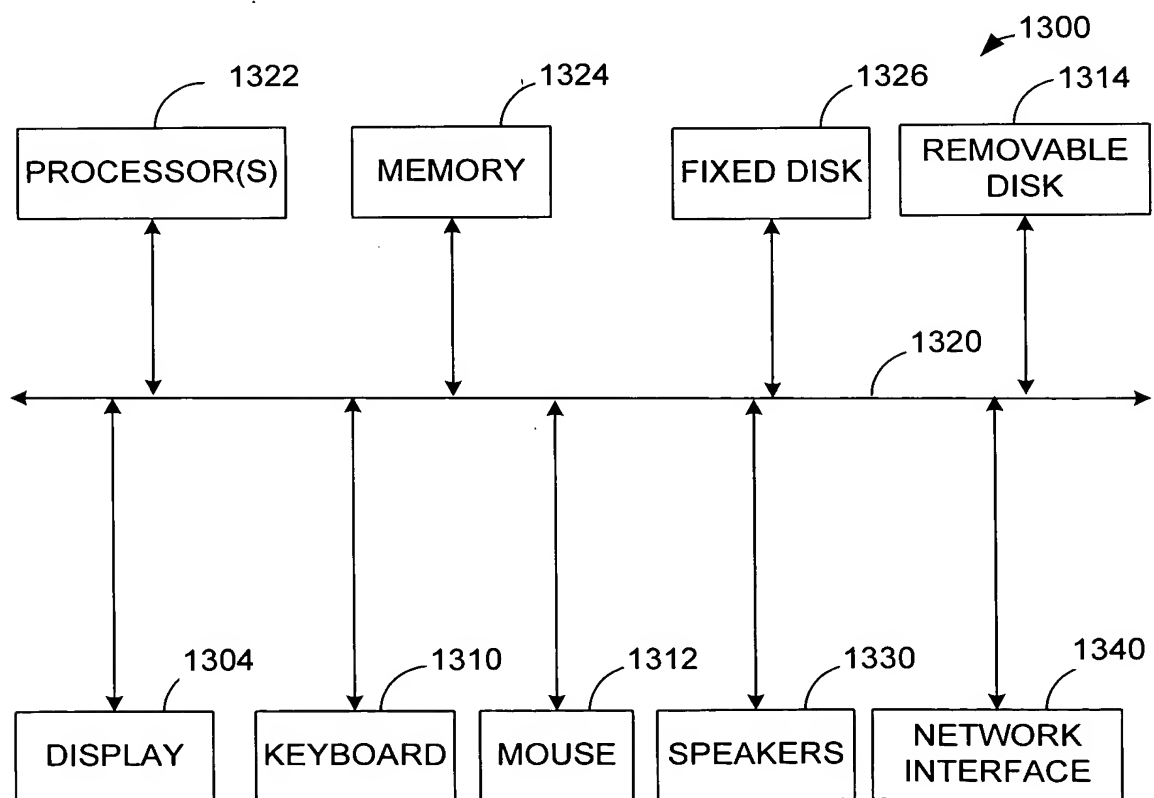 1300
1322
1324
1326
1314
PROCESSOR(S)
MEMORY
FIXED DISK
REMOVABLE
DISK
1320
1304
1310
1312
1330
1340
DISPLAY
KEYBOARD
MOUSE
SPEAKERS
NETWORK
INTERFACE